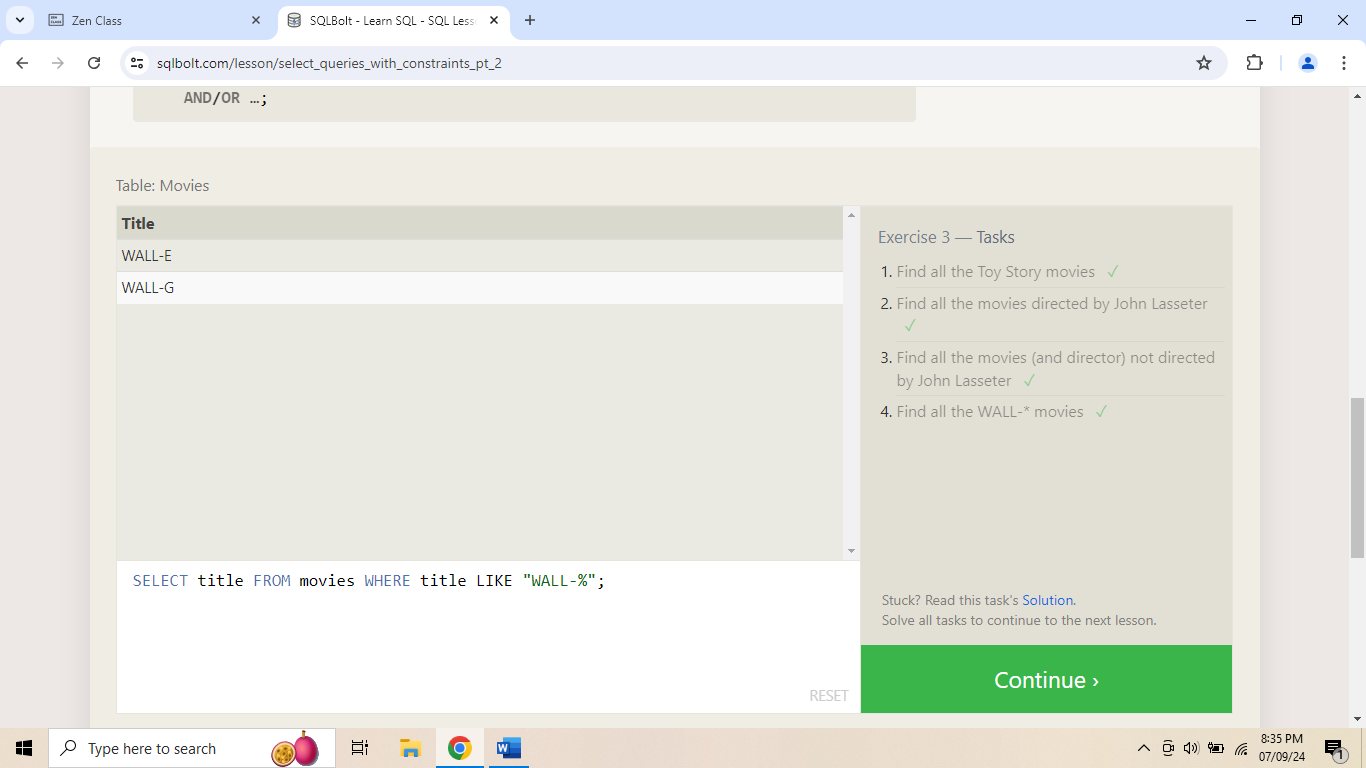 Zen Class
SQLBolt - Learn SQL - SQL Less
sqlbolt.com/lesson/select_queries_with_constraints_pt_2
AND/OR …;
Table: Movies
Title
WALL-E
WALL-G
SELECT title FROM movies WHERE title LIKE "WALL-%";
RESET
Exercise 3 — Tasks
1. Find all the Toy Story movies ✓
2. Find all the movies directed by John Lasseter
✓
3. Find all the movies (and director) not directed
by John Lasseter ✓
4. Find all the WALL-* movies ✓
Stuck? Read this task's Solution.
Solve all tasks to continue to the next lesson.
Continue ›
Type here to search
W
8:35 PM
07/09/24
1